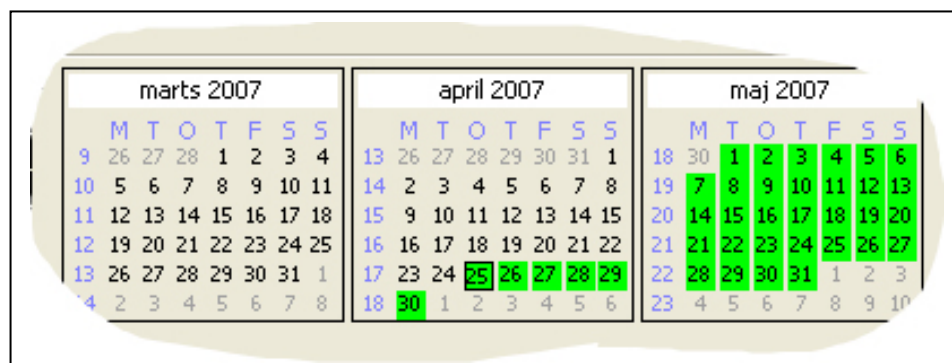 marts 2007
M T O T F S S
9 26 27 28 1 2 3 4
10 5 6 7 8 9 10 11
11 12 13 14 15 16 17 18
12 19 20 21 22 23 24 25
13 26 27 28 29 30 31 1
14 2 3 4 5 6 7 8
april 2007
M T O T F S S
13 26 27 28 29 30 31 1
14 2 3 4 5 6 7 8
15 9 10 11 12 13 14 15
16 16 17 18 19 20 21 22
17 23 24 25 26 27 28 29
18 30 1 2 3 4 5 6
maj 2007
M T O T F S S
18 30 1 2 3 4 5 6
19 7 8 9 10 11 12 13
20 14 15 16 17 18 19 20
21 21 22 23 24 25 26 27
22 28 29 30 31 1 2 3
23 4 5 6 7 8 9 10